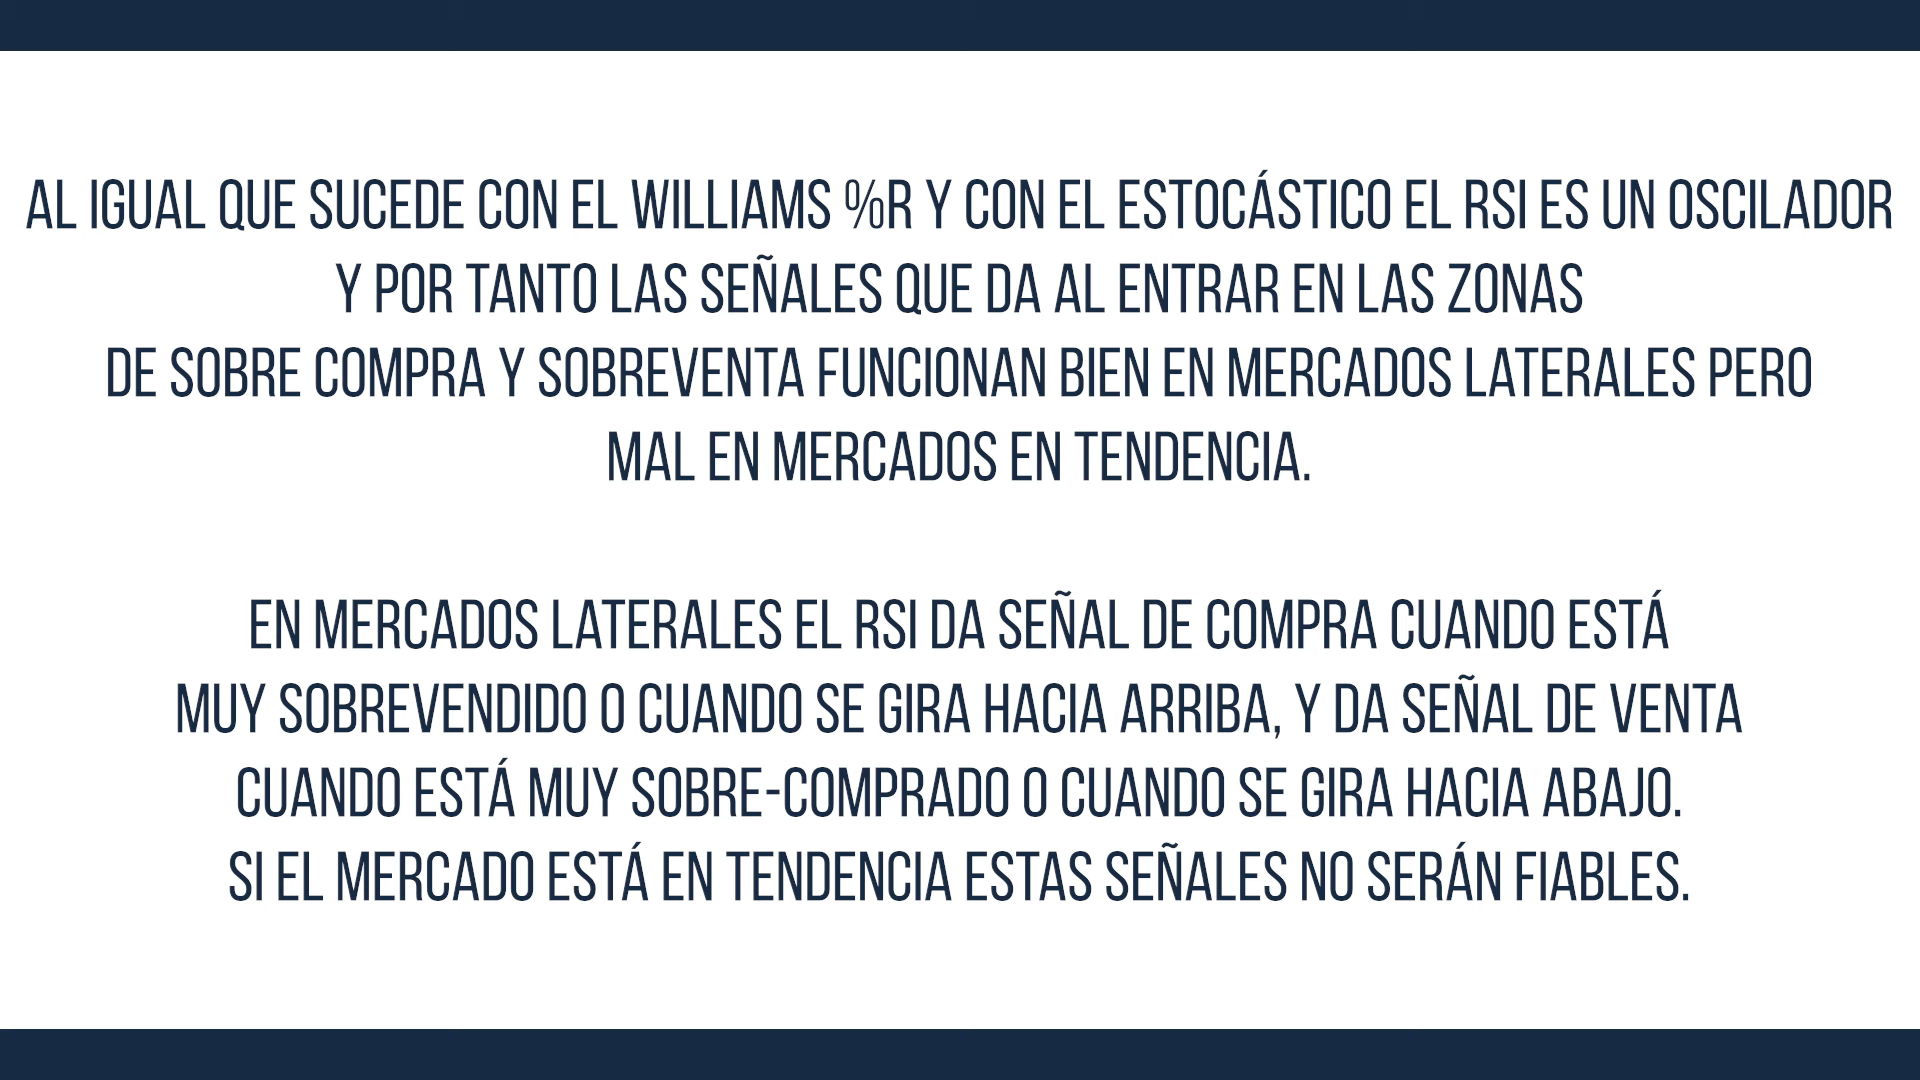 AL IGUAL QUE SUCEDE CON EL WILLIAMS %R Y CON EL ESTOCÁSTICO EL RSI ES UN OSCILADOR
Y POR TANTO LAS SEÑALES QUE DA AL ENTRAR EN LAS ZONAS
DE SOBRE COMPRA Y SOBREVENTA FUNCIONAN BIEN EN MERCADOS LATERALES PERO
MAL EN MERCADOS EN TENDENCIA.
EN MERCADOS LATERALES EL RSI DA SEÑAL DE COMPRA CUANDO ESTÁ
MUY SOBREVENDIDO O CUANDO SE GIRA HACIA ARRIBA, Y DA SEÑAL DE VENTA
CUANDO ESTÁ MUY SOBRE-COMPRADO O CUANDO SE GIRA HACIA ABAJO.
SI EL MERCADO ESTÁ EN TENDENCIA ESTAS SEÑALES NO SERÁN FIABLES.